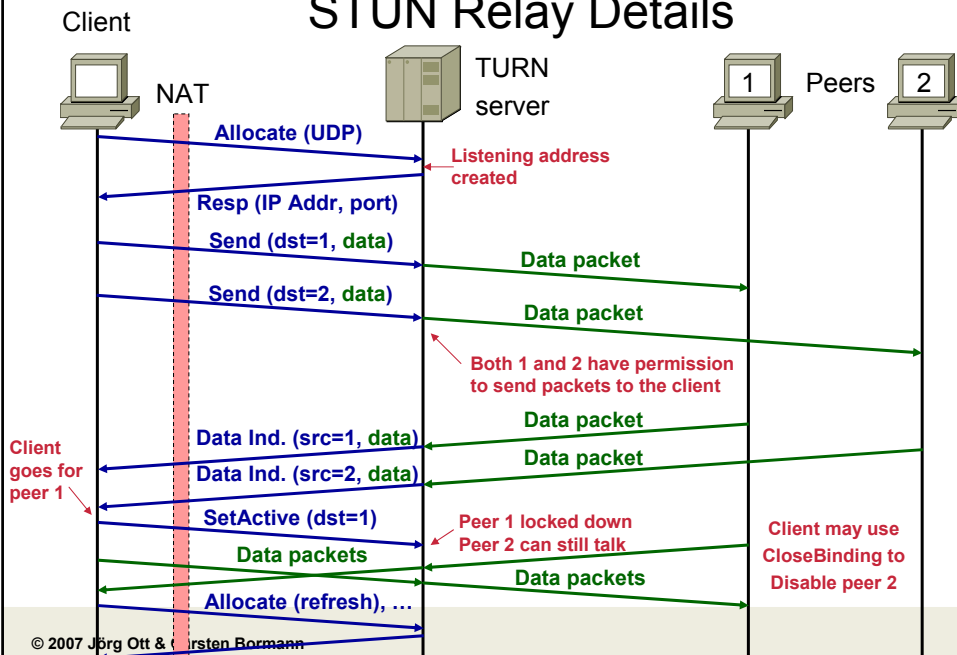 STUN Relay Details
Client
NAT
TURN
server
1
Peers
2
Allocate (UDP)
Listening address
created
Resp (IP Addr, port)
Send (dst=1, data)
Data packet
Send (dst=2, data)
Data packet
Both 1 and 2 have permission
to send packets to the client
Data packet
Data Ind. (src=1, data)
Data packet
Client
goes for
peer 1
Data Ind. (src=2, data)
SetActive (dst=1)
Peer 1 locked down
Peer 2 can still talk
Client may use
CloseBinding to
Disable peer 2
Data packets
Data packets
Allocate (refresh), …
© 2007 Jörg Ott & rsten Bormann